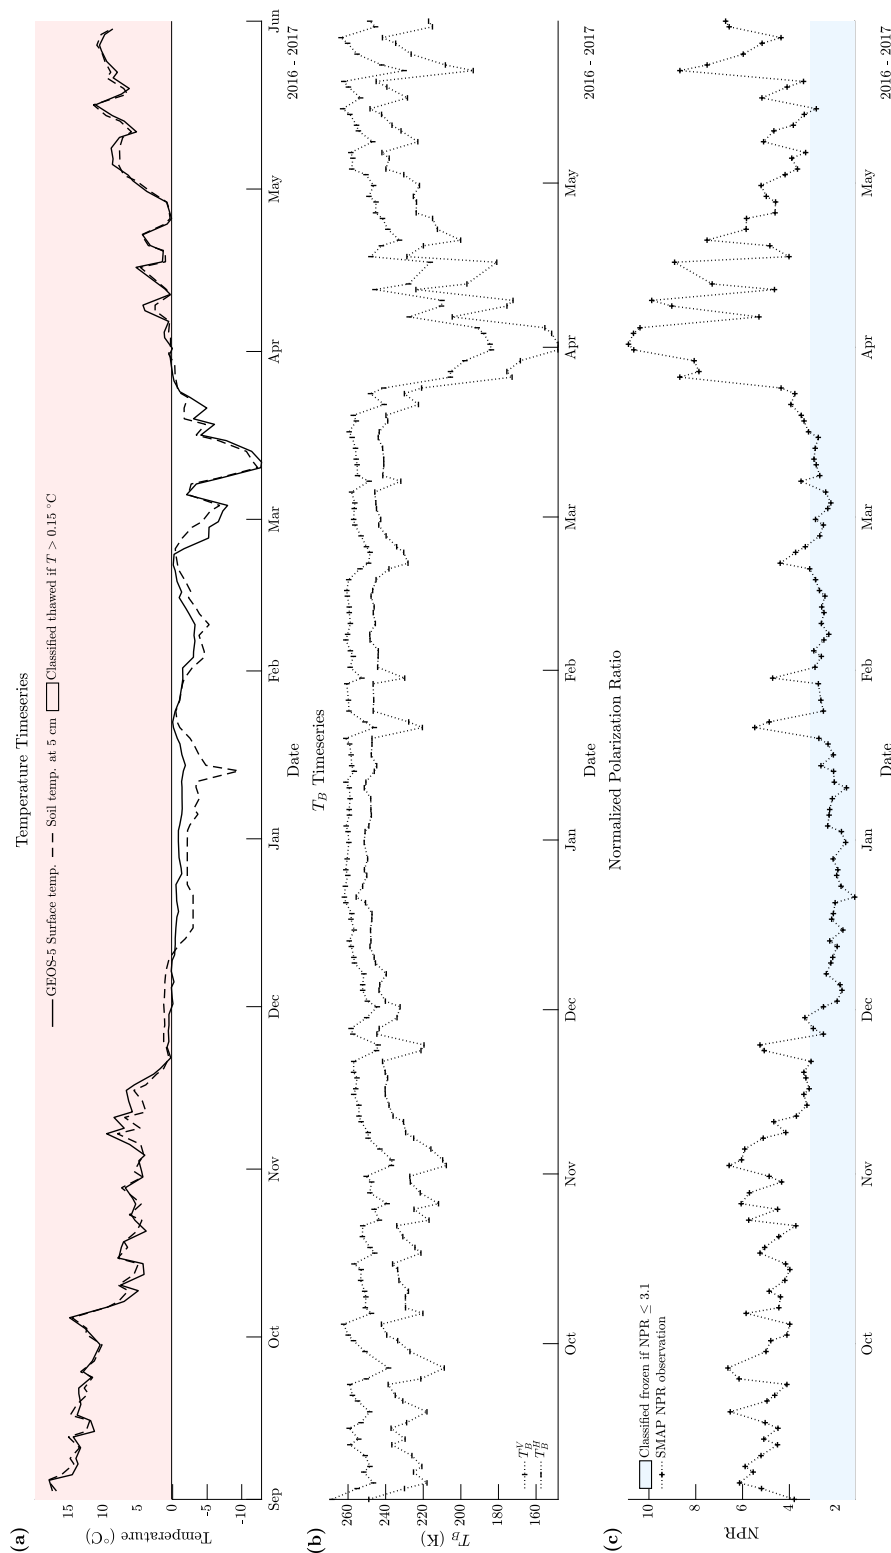 (a)
Temperature Timeseries
GEOS-5 Surface temp. Soil temp. at 5 cm Classified thawed if T > 0.15 °C
Temperature (°C)
15
10
5
0
-5
-10
Sep Oct Nov Dec Jan Feb Mar Apr May Jun
Date
2016 - 2017
(b)
T_B Timeseries
T_B (K)
260
240
220
200
180
160
T_B^V
T_B^H
Oct Nov Dec Jan Feb Mar Apr May
Date
2016 - 2017
(c)
Normalized Polarization Ratio
Classified frozen if NPR ≤ 3.1
SMAP NPR observation
NPR
10
8
6
4
2
Oct Nov Dec Jan Feb Mar Apr May
Date
2016 - 2017